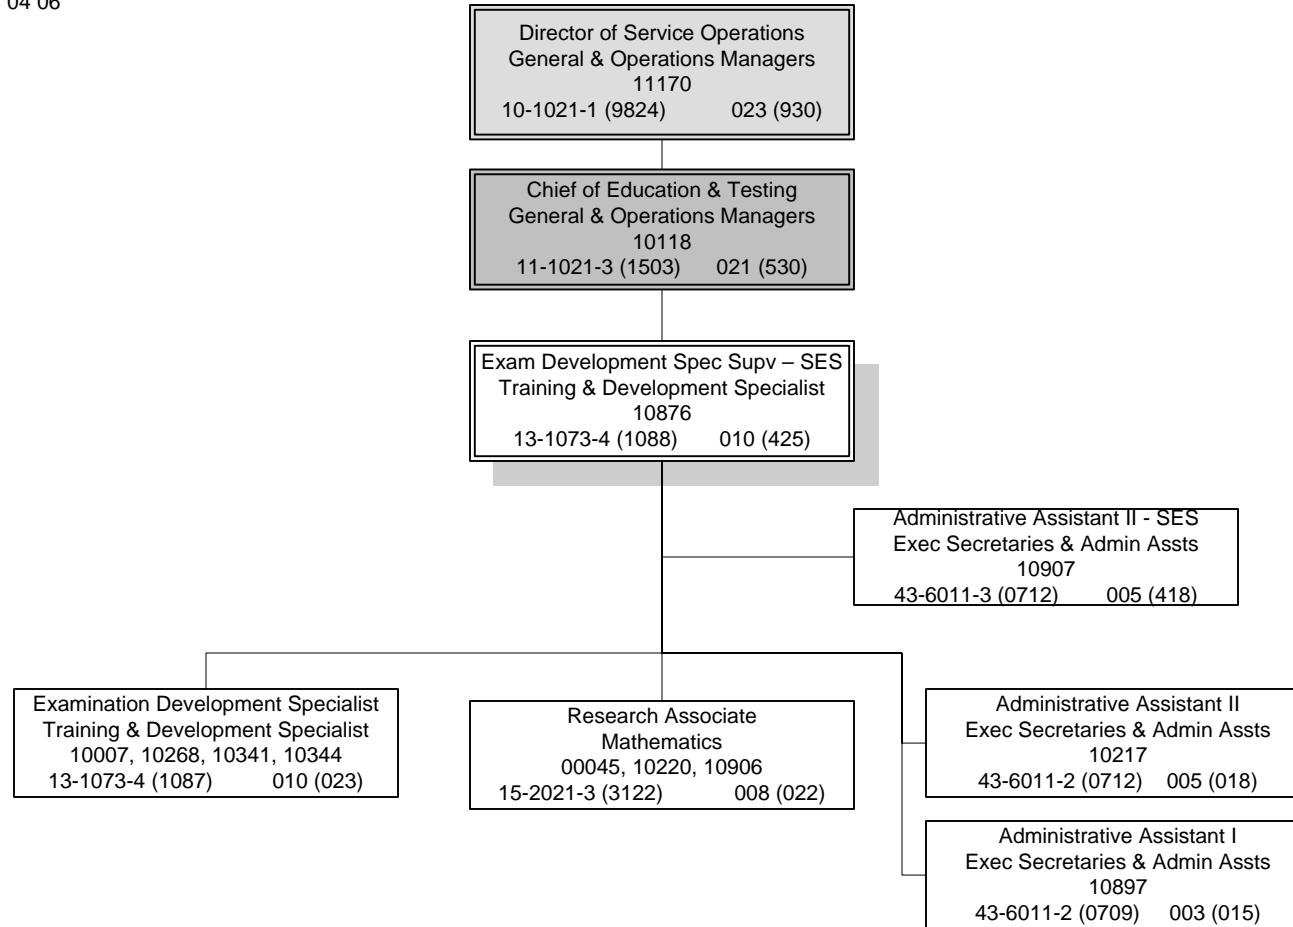 04 06
Director of Service Operations
General & Operations Managers
11170
10-1021-1 (9824) 023 (930)
Chief of Education & Testing
General & Operations Managers
10118
11-1021-3 (1503) 021 (530)
Exam Development Spec Supv – SES
Training & Development Specialist
10876
13-1073-4 (1088) 010 (425)
Administrative Assistant II - SES
Exec Secretaries & Admin Assts
10907
43-6011-3 (0712) 005 (418)
Examination Development Specialist
Training & Development Specialist
10007, 10268, 10341, 10344
13-1073-4 (1087) 010 (023)
Research Associate
Mathematics
00045, 10220, 10906
15-2021-3 (3122) 008 (022)
Administrative Assistant II
Exec Secretaries & Admin Assts
10217
43-6011-2 (0712) 005 (018)
Administrative Assistant I
Exec Secretaries & Admin Assts
10897
43-6011-2 (0709) 003 (015)